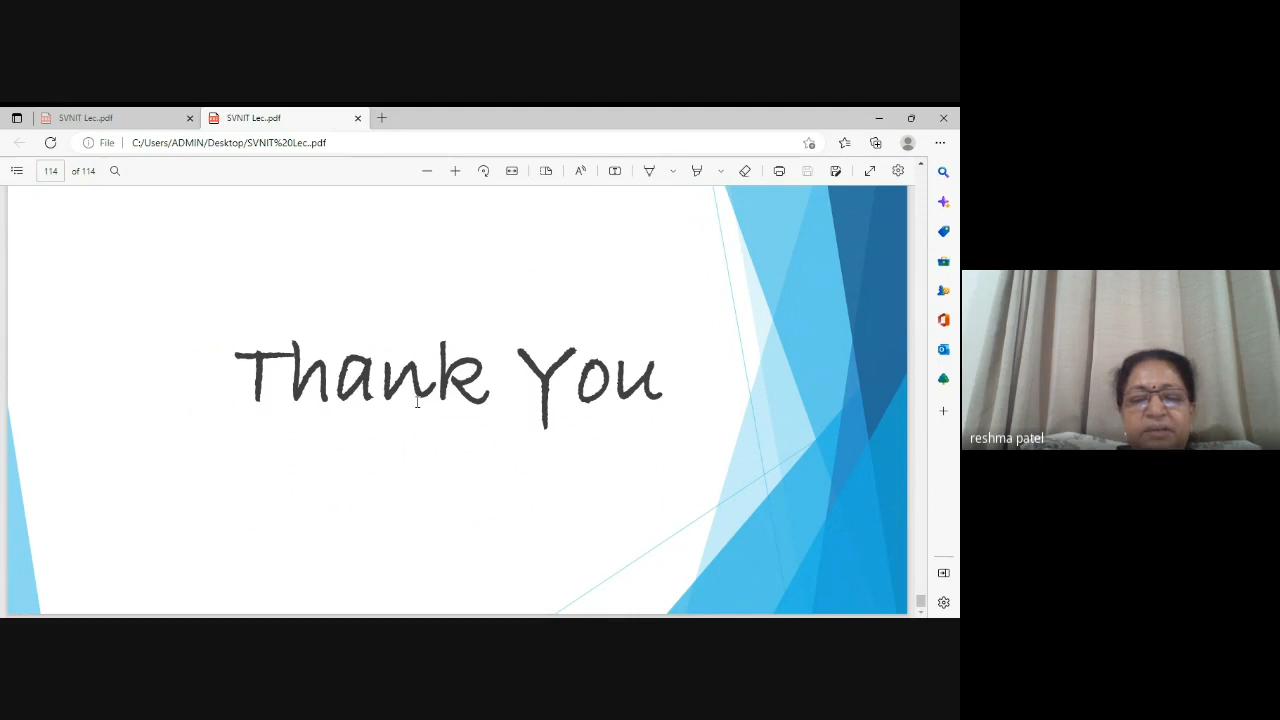 SVNIT Lec..pdf
SVNIT Lec..pdf
File
C:/Users/ADMIN/Desktop/SVNIT%20Lec..pdf
114 of 114
Thank You
reshma patel